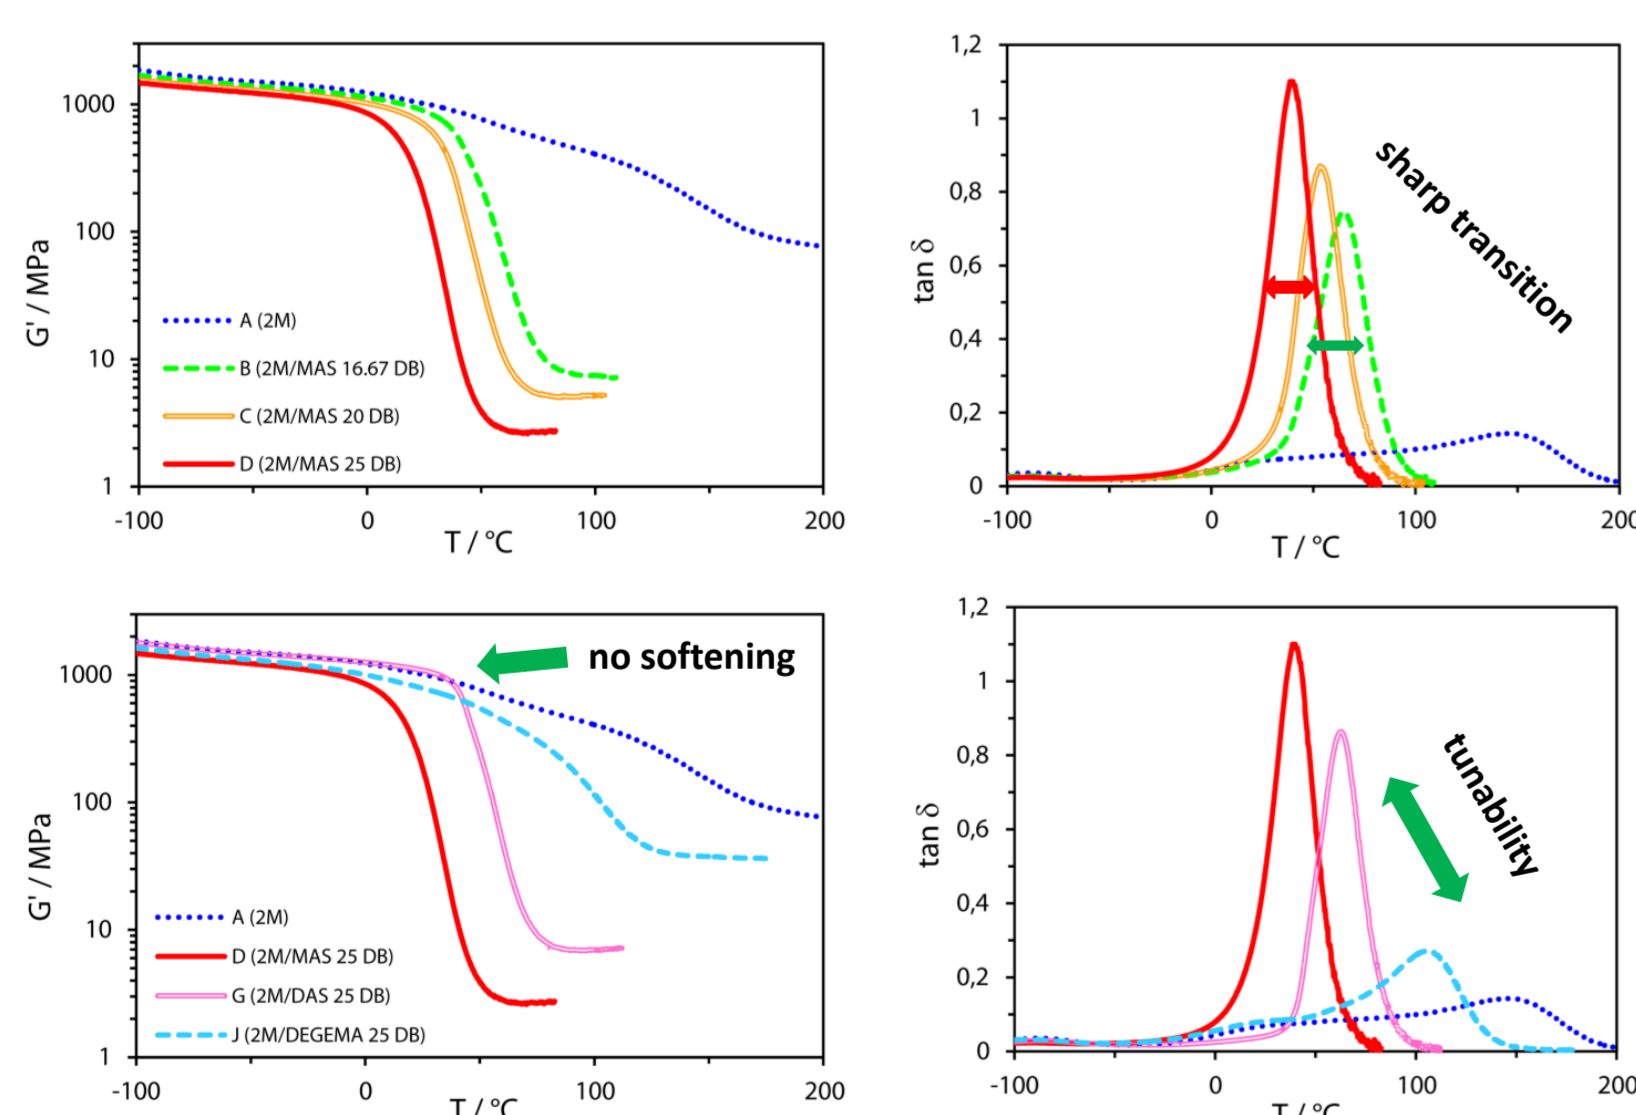 1000
100
10
1
G' / MPa
A (2M)
B (2M/MAS 16.67 DB)
C (2M/MAS 20 DB)
D (2M/MAS 25 DB)
-100
0
100
200
T / °C
1,2
1
0,8
0,6
0,4
0,2
0
tan δ
sharp transition
-100
0
100
200
T / °C
1000
100
10
1
G' / MPa
no softening
A (2M)
D (2M/MAS 25 DB)
G (2M/DAS 25 DB)
J (2M/DEGEMA 25 DB)
-100
0
100
200
T / °C
1,2
1
0,8
0,6
0,4
0,2
0
tan δ
tunability
-100
0
100
200
T / °C